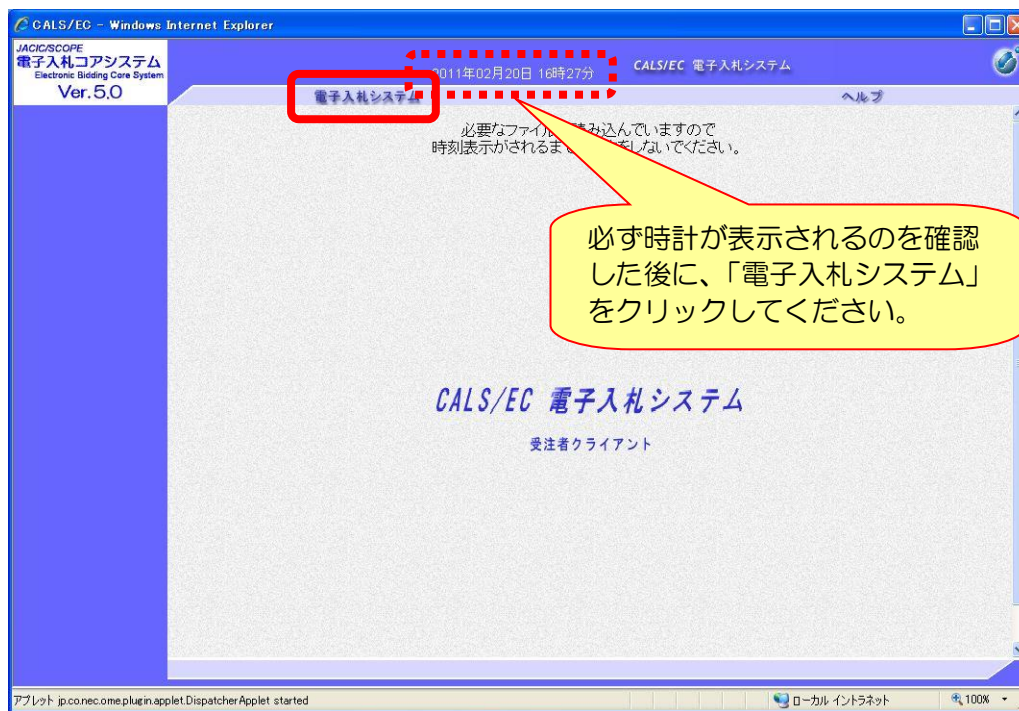 CALS/EC - Windows Internet Explorer
JACIC/SCOPE
電子入札コアシステム
Electronic Bidding Core System
Ver.5.0
2011年02月20日 16時27分
CALS/EC 電子入札システム
電子入札システム
ヘルプ
必要なファイル 読み込んでいますので
時刻表示がされるまで をしないでください。
必ず時計が表示されるのを確認
した後に、「電子入札システム」
をクリックしてください。
CALS/EC 電子入札システム
受注者クライアント
アプレット jp.co.nec.ome.plugin.applet.DispatcherApplet started
ローカル イントラネット
100%